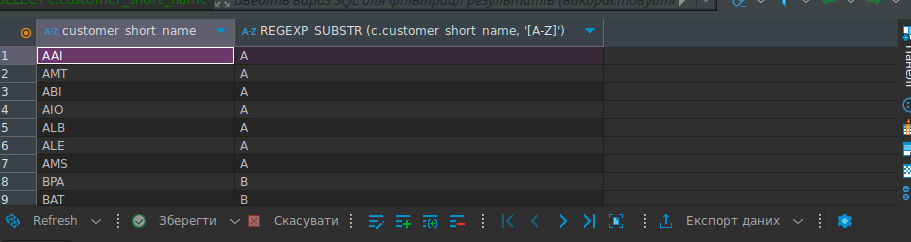 SELECT c.customer_short_name Введіть вираз SQL для фільтрації результатів (використовуйте
customer short name REGEXP SUBSTR (c.customer short name, '[A-Z]')
1 AAI A
2 AMT A
3 ABI A
4 AIO A
5 ALB A
6 ALE A
7 AMS A
8 BPA B
9 BAT B
Refresh Зберегти Скасувати Експорт даних
Панелі